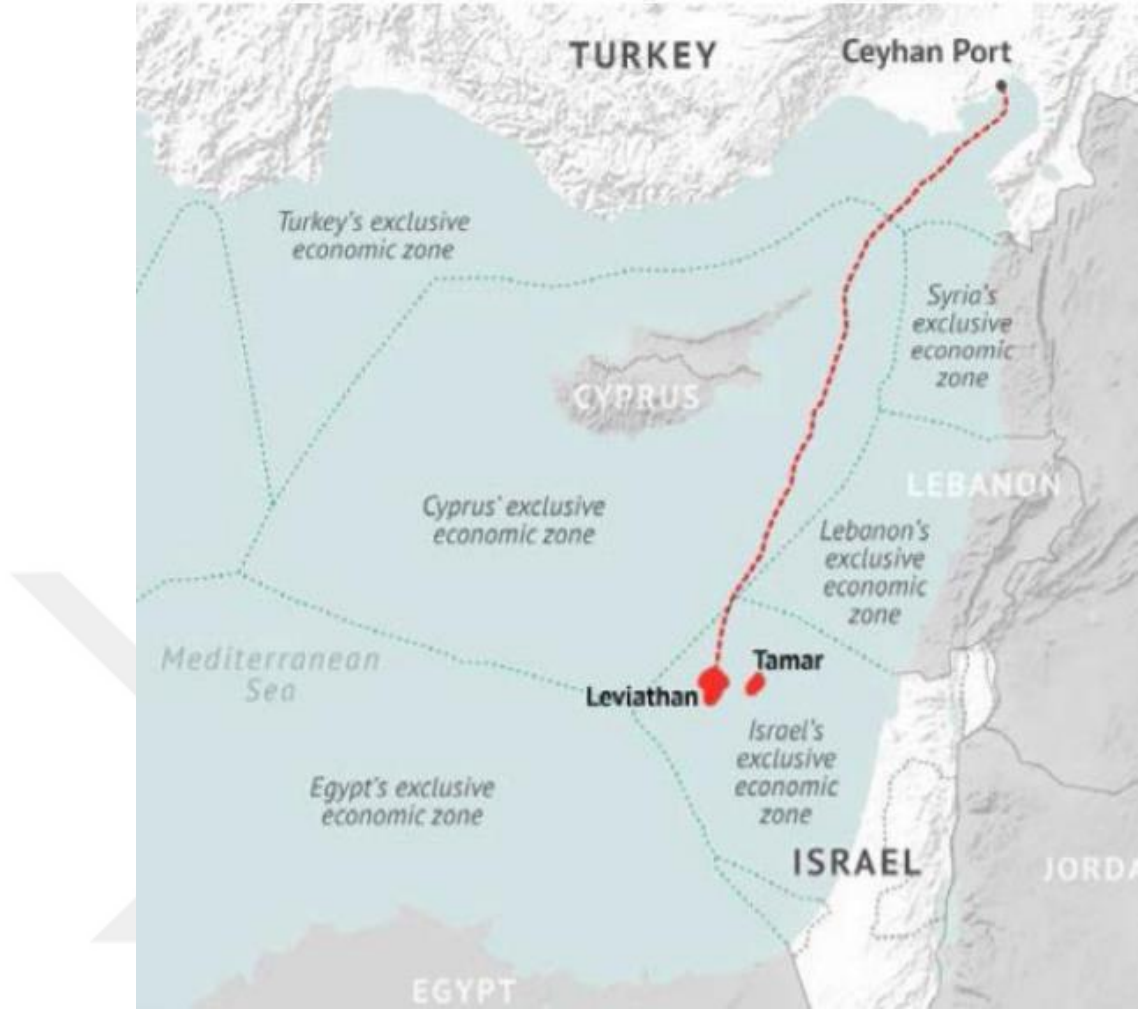 TURKEY
Ceyhan Port
Turkey's exclusive
economic zone
Syria's
exclusive
economic
zone
CYPRUS
LEBANON
Cyprus' exclusive
economic zone
Lebanon's
exclusive
economic
zone
Mediterranean
Sea
Tamar
Leviathan
Israel's
exclusive
economic
zone
Egypt's exclusive
economic zone
ISRAEL
JORDA
EGYPT